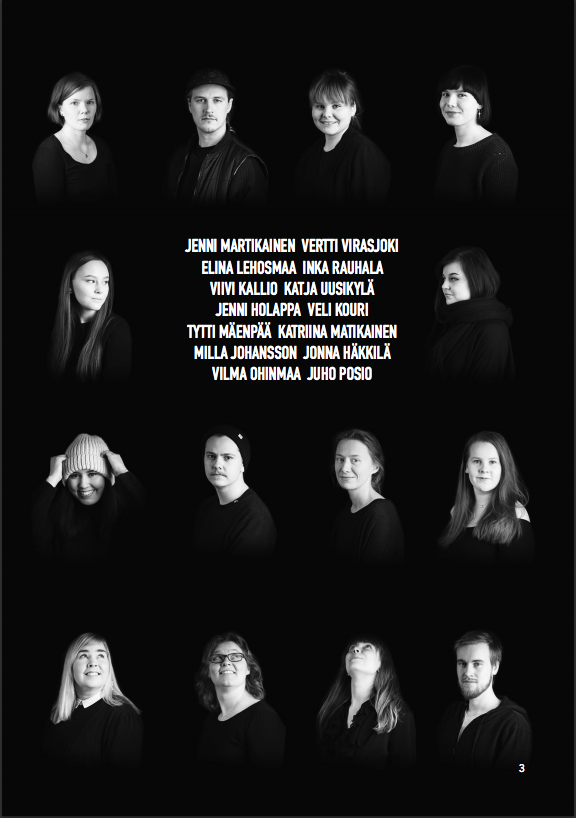 JENNI MARTIKAINEN VERTTI VIRASJOKI
ELINA LEHOSMAA INKA RAUHALA
VIIVI KALLIO KATJA UUSIKYLÄ
JENNI HOLAPPA VELI KOURI
TYTTI MÄENPÄÄ KATRIINA MATIKAINEN
MILLA JOHANSSON JONNA HÄKKILÄ
VILMA OHINMAA JUHO POSIO
3